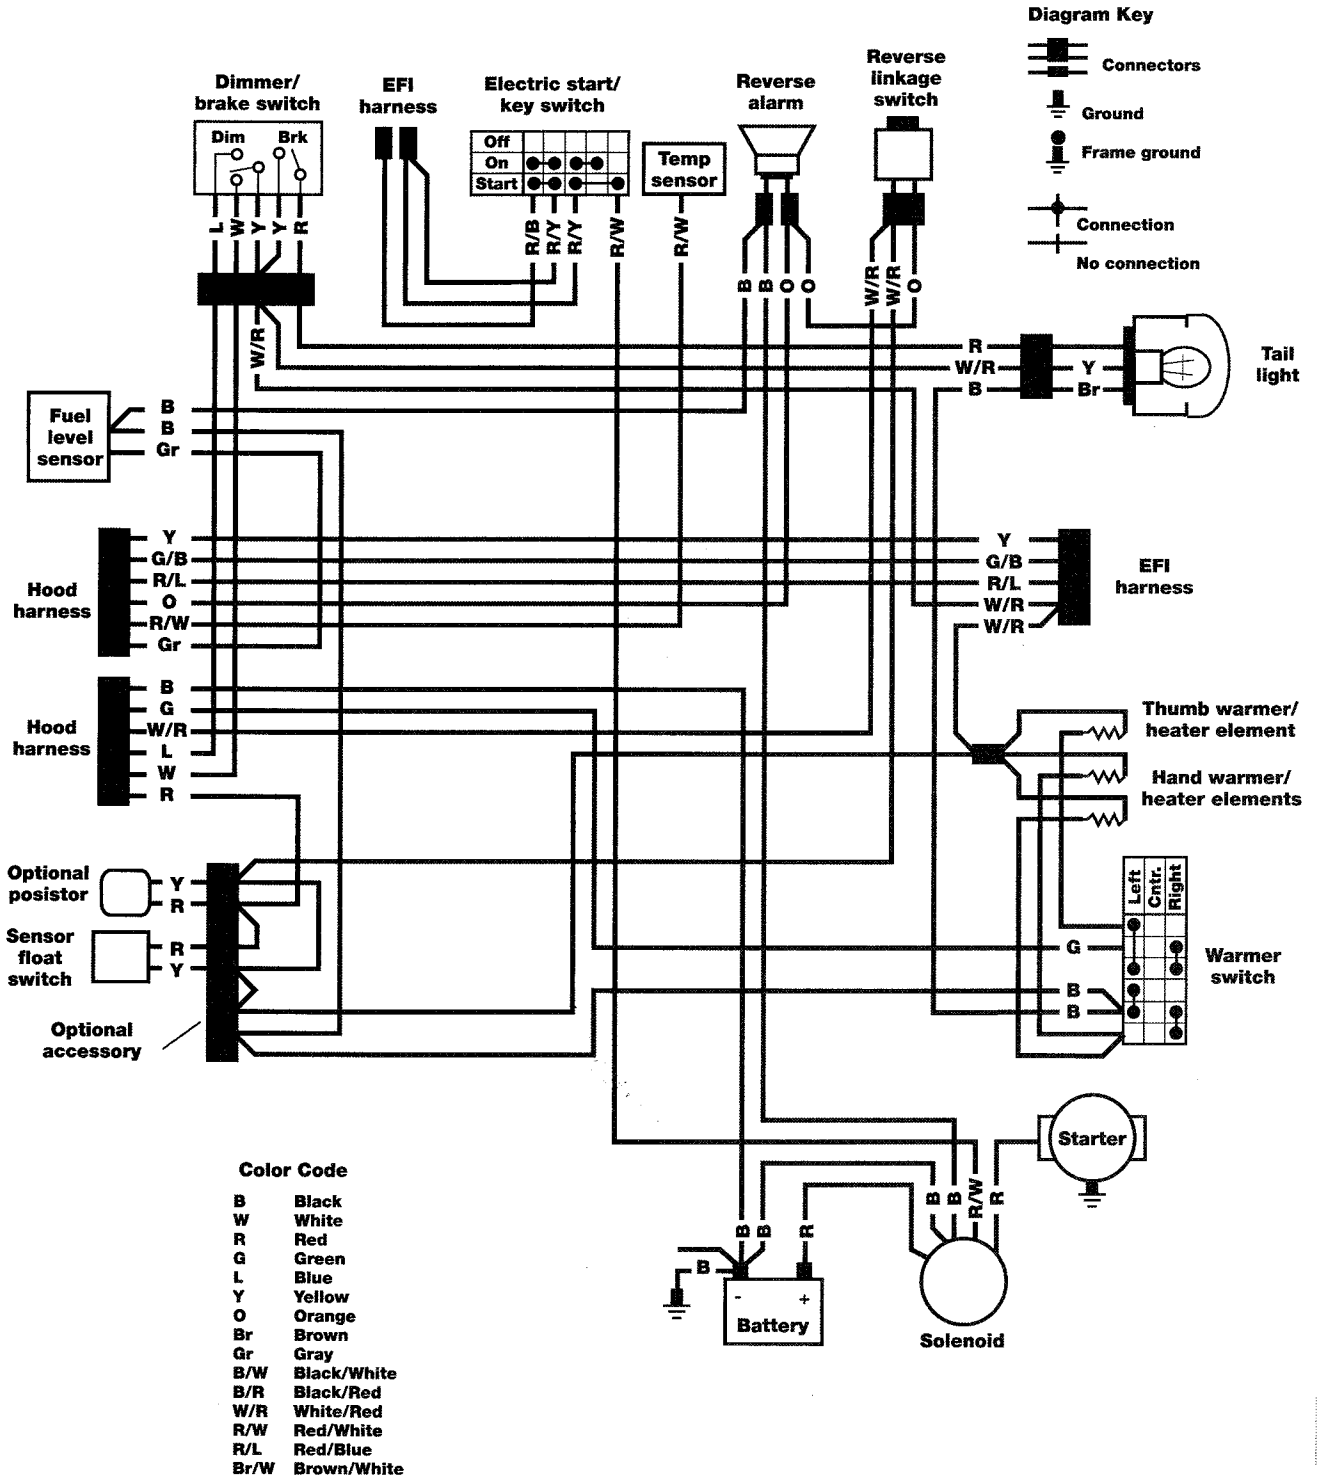 Diagram Key
Connectors
Ground
Frame ground
Connection
No connection
Dimmer/
brake switch
Dim
Brk
L
W
Y
Y
R
W/R
EFI
harness
Electric start/
key switch
Off
On
Start
R/B
R/Y
R/Y
R/W
Temp
sensor
R/W
Reverse
alarm
B
B
O
O
Reverse
linkage
switch
W/R
W/R
O
R
W/R
B
Y
Br
Tail
light
Fuel
level
sensor
B
B
Gr
Hood
harness
Y
G/B
R/L
O
R/W
Gr
Y
G/B
R/L
W/R
W/R
EFI
harness
Hood
harness
B
G
W/R
L
W
R
Thumb warmer/
heater element
Hand warmer/
heater elements
Optional
posistor
Y
R
Sensor
float
switch
R
Y
Optional
accessory
Left
Cntr.
Right
G
B
B
Warmer
switch
Starter
B
B
R/W
R
B
B
R
B
-
+
Battery
Solenoid
Color Code
B Black
W White
R Red
G Green
L Blue
Y Yellow
O Orange
Br Brown
Gr Gray
B/W Black/White
B/R Black/Red
W/R White/Red
R/W Red/White
R/L Red/Blue
Br/W Brown/White